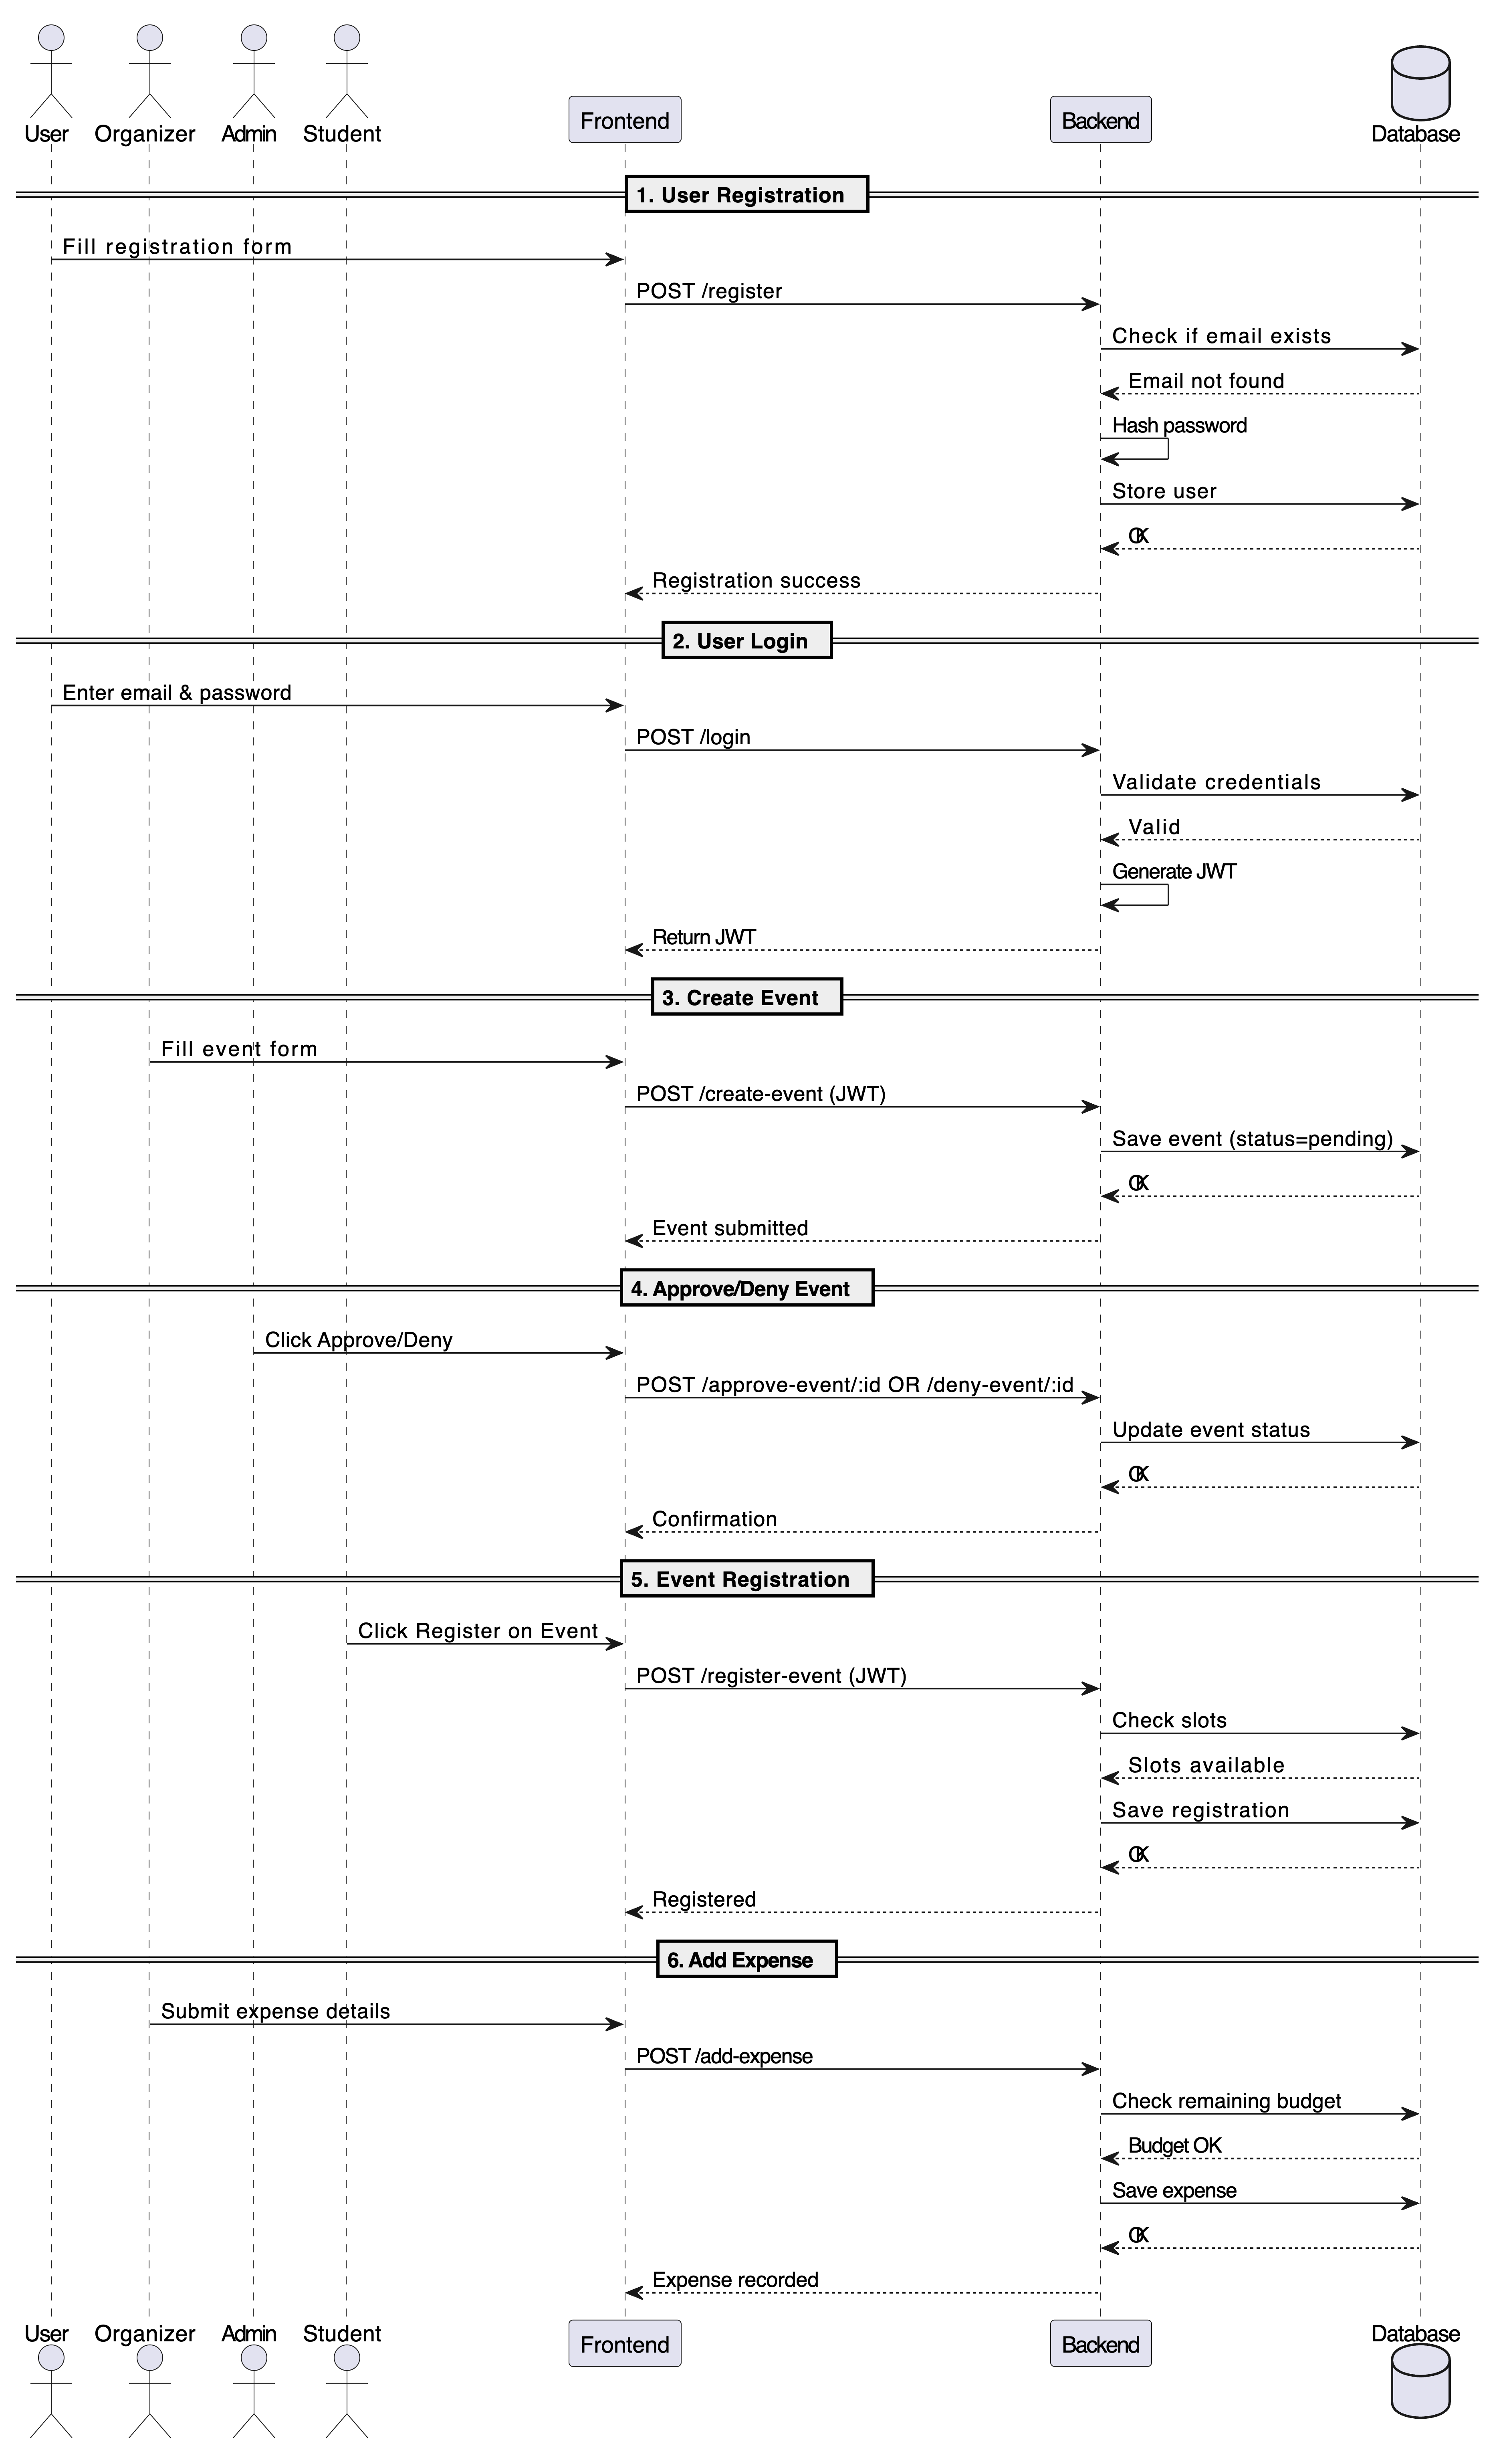 User
Organizer
Admin
Student
Frontend
Backend
Database
1. User Registration
Fill registration form
POST /register
Check if email exists
Email not found
Hash password
Store user
OK
Registration success
2. User Login
Enter email & password
POST /login
Validate credentials
Valid
Generate JWT
Return JWT
3. Create Event
Fill event form
POST /create-event (JWT)
Save event (status=pending)
OK
Event submitted
4. Approve/Deny Event
Click Approve/Deny
POST /approve-event/:id OR /deny-event/:id
Update event status
OK
Confirmation
5. Event Registration
Click Register on Event
POST /register-event (JWT)
Check slots
Slots available
Save registration
OK
Registered
6. Add Expense
Submit expense details
POST /add-expense
Check remaining budget
Budget OK
Save expense
OK
Expense recorded
User
Organizer
Admin
Student
Frontend
Backend
Database